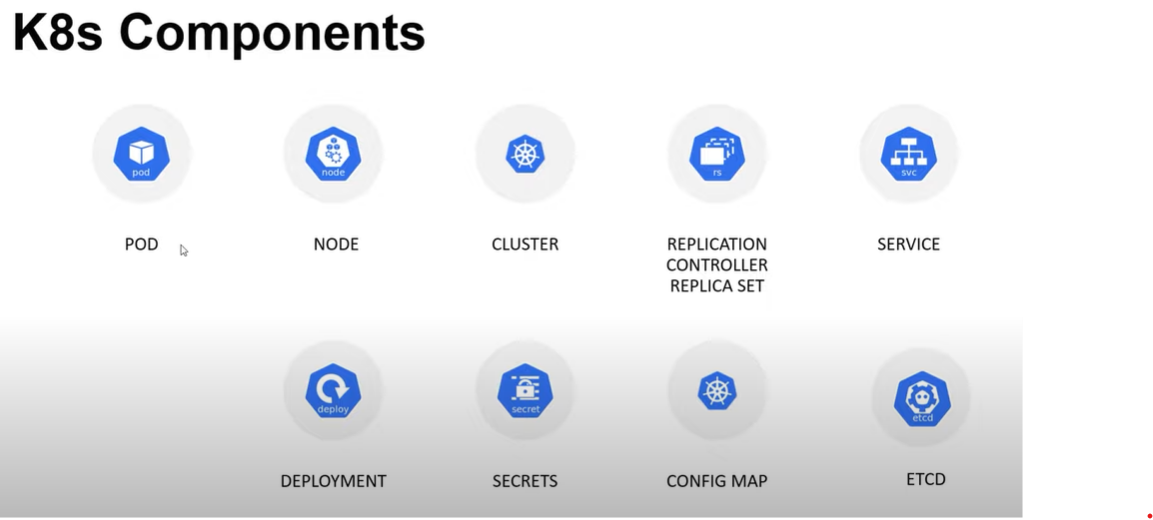 K8s Components
pod
node
rs
svc
POD
NODE
CLUSTER
REPLICATION
CONTROLLER
REPLICA SET
SERVICE
deploy
secret
etcd
DEPLOYMENT
SECRETS
CONFIG MAP
ETCD